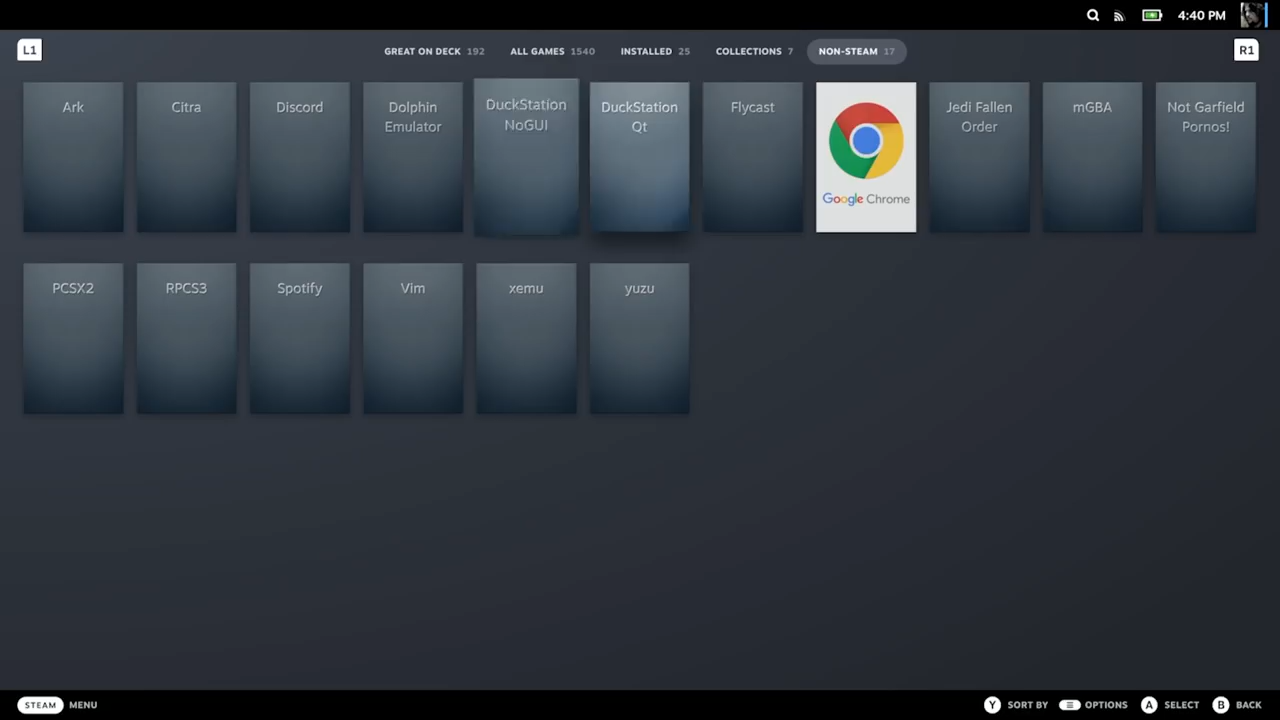 4:40 PM
L1
GREAT ON DECK 192
ALL GAMES 1540
INSTALLED 25
COLLECTIONS 7
NON-STEAM 17
R1
Ark
Citra
Discord
Dolphin
Emulator
DuckStation
NoGUI
DuckStation
Qt
Flycast
Google Chrome
Jedi Fallen
Order
mGBA
Not Garfield
Pornos!
PCSX2
RPCS3
Spotify
Vim
xemu
yuzu
STEAM MENU
Y SORT BY
OPTIONS
A SELECT
B BACK